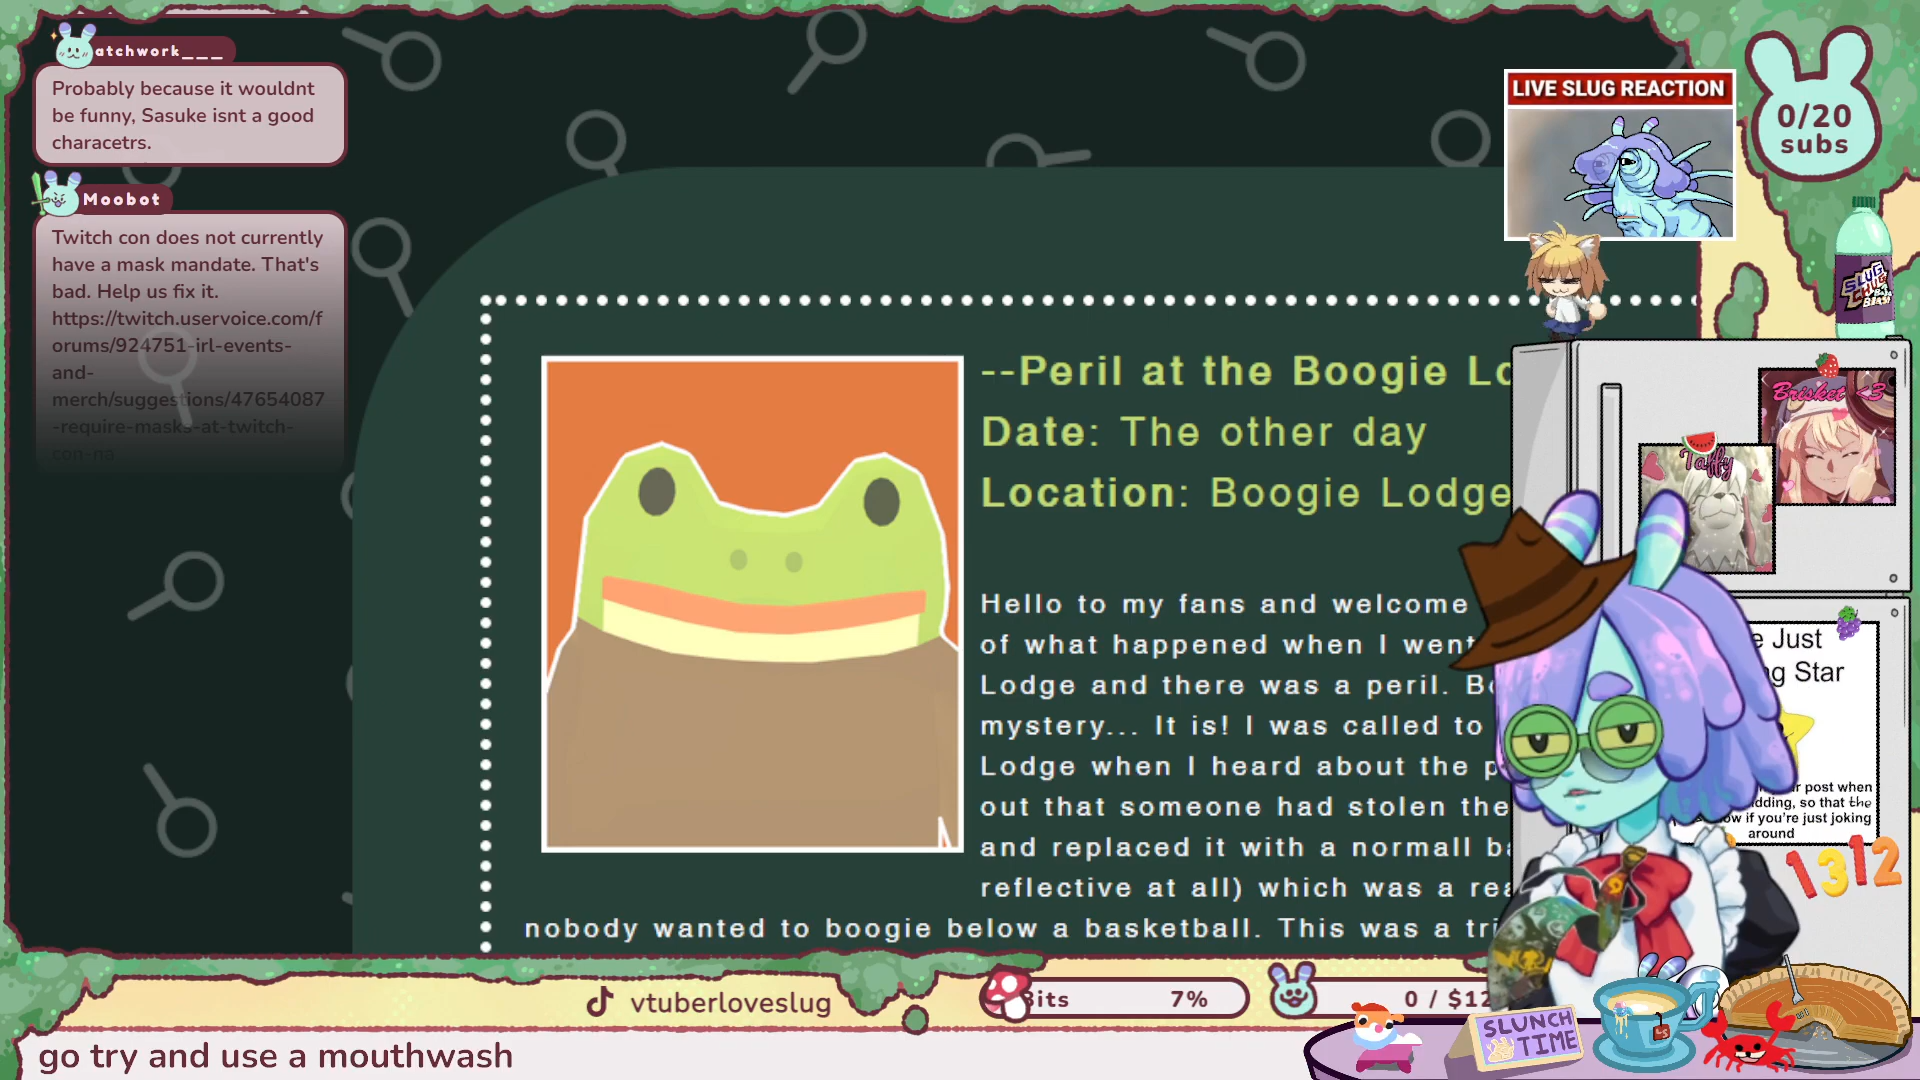 atchwork___
Probably because it wouldnt
be funny, Sasuke isnt a good
characetrs.
Moobot
Twitch con does not currently
have a mask mandate. That's
bad. Help us fix it.
https://twitch.uservoice.com/f
orums/924751-irl-events-
and-
merch/suggestions/47654087
-require-masks-at-twitch-
con-na
LIVE SLUG REACTION
0/20
subs
--Peril at the Boogie Lo
Date: The other day
Location: Boogie Lodge
Hello to my fans and welcome
of what happened when I went
Lodge and there was a peril. Bo
mystery... It is! I was called to
Lodge when I heard about the p
out that someone had stolen the
and replaced it with a normall ba
reflective at all) which was a rea
nobody wanted to boogie below a basketball. This was a tri
Brisket <3
Taffy
e Just
ng Star
r post when
dding, so that the
ow if you're just joking
around
1312
vtuberloveslug
Bits
7%
0 / $12
SLUNCH
TIME
go try and use a mouthwash